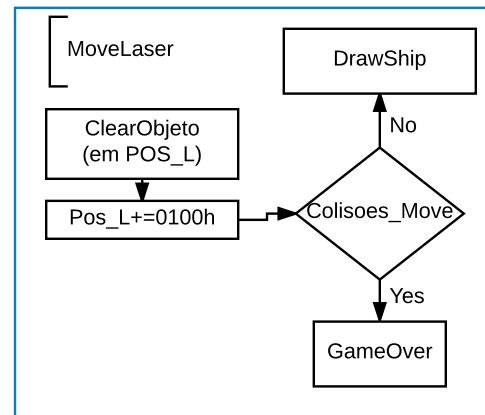 MoveLaser
DrawShip
ClearObjeto
(em POS_L)
No
Pos_L+=0100h
Colisoes_Move
Yes
GameOver